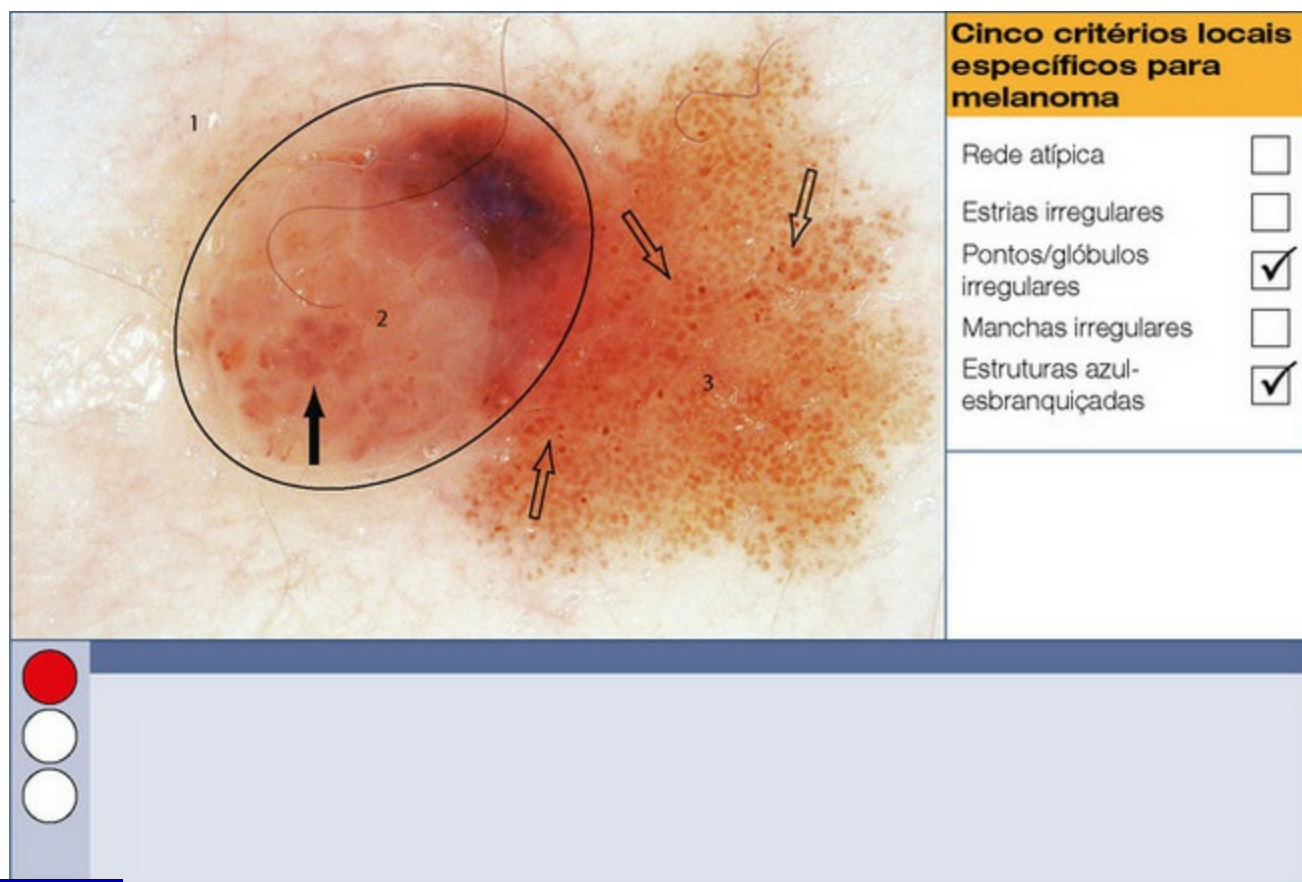 Cinco critérios locais
específicos para
melanoma
Rede atípica
Estrias irregulares
Pontos/glóbulos
irregulares
Manchas irregulares
Estruturas azul-
esbranquiçadas
1
2
3